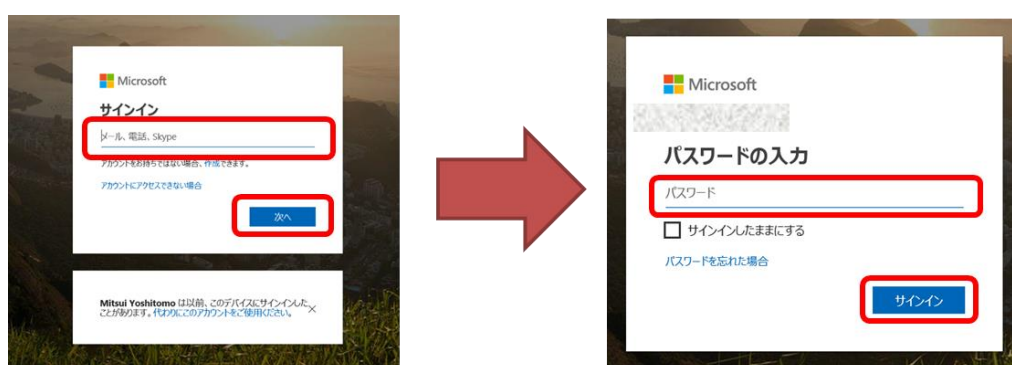 Microsoft
サインイン
メール、電話、Skype
アカウントをお持ちではない場合、作成できます。
アカウントにアクセスできない場合
次へ
Mitsui Yoshitomo は以前、このデバイスにサインインした
ことがあります。代わりにこのアカウントをご使用ください。
Microsoft
パスワードの入力
パスワード
サインインしたままにする
パスワードを忘れた場合
サインイン